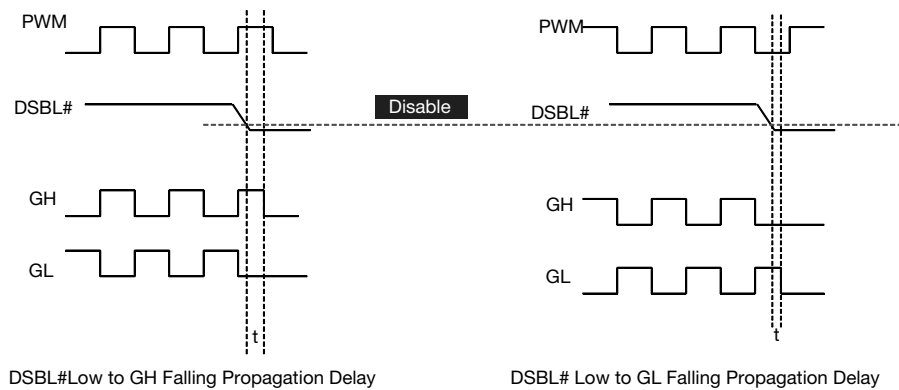 PWM
DSBL#
GH
GL
t
DSBL#Low to GH Falling Propagation Delay
Disable
PWM
DSBL#
GH
GL
t
DSBL# Low to GL Falling Propagation Delay